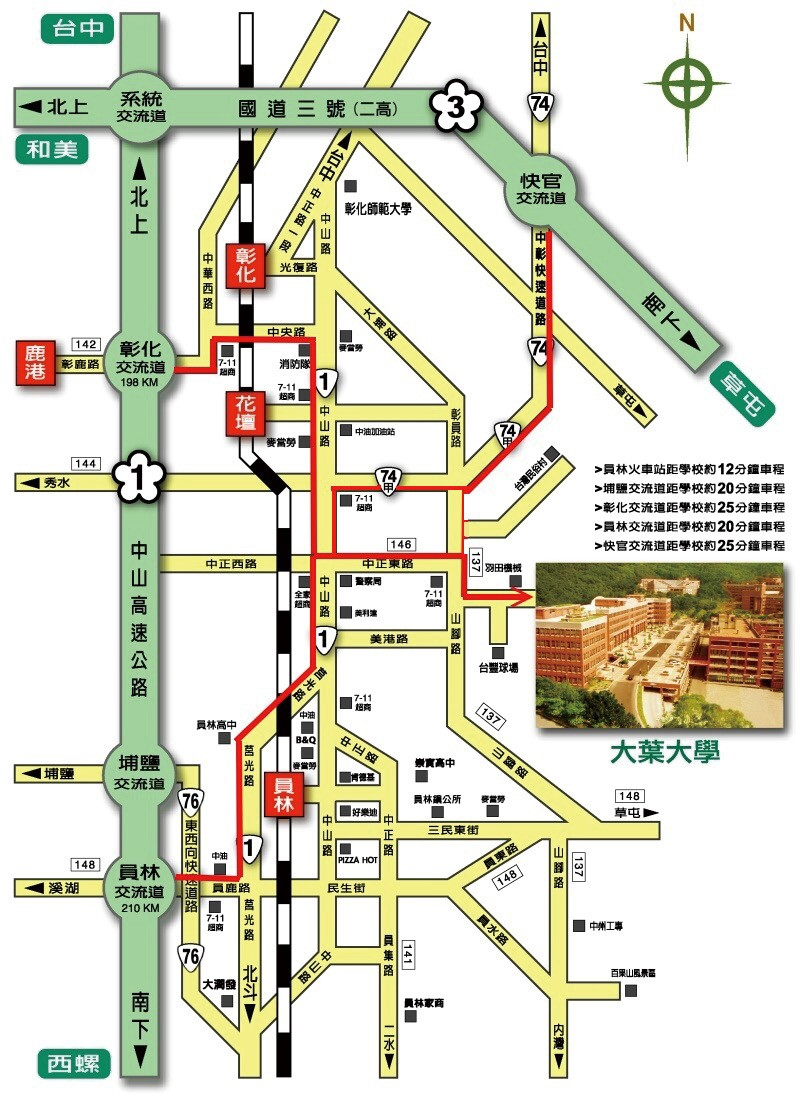 台中
N
台中
北上
系統
交流道
國道三號(二高)
3
74
和美
北上
台中
中正路一段
中山路
彰化師範大學
快官
交流道
中彰快速道路
南下
草屯
中華西路
彰化
光復路
大埔路
鹿港
142
彰鹿路
彰化
交流道
198 KM
中央路
7-11
超商
消防隊
麥當勞
74
1
7-11
超商
花壇
中山路
彰員路
草屯
麥當勞
中油加油站
74
甲
1
144
秀水
74
甲
7-11
超商
台灣民俗村
>員林火車站距學校約12分鐘車程
>埔鹽交流道距學校約20分鐘車程
>彰化交流道距學校約25分鐘車程
>員林交流道距學校約20分鐘車程
>快官交流道距學校約25分鐘車程
中山高速公路
146
中正西路
中正東路
137
羽田機械
全家
超商
中山路
警察局
美利達
7-11
超商
1
美港路
山腳路
台豐球場
莒光路
7-11
超商
137
山腳路
大葉大學
員林高中
中油
B&Q
麥當勞
莒光路
中正路
崇實高中
埔鹽
埔鹽
交流道
76
東西向快速道路
員林
肯德基
好樂迪
員林鎮公所
麥當勞
148
草屯
中山路
中正路
三民東街
1
PIZZA HOT
員東路
148
山腳路
137
148
溪湖
員林
交流道
210 KM
中油
員鹿路
民生街
7-11
超商
莒光路
員水路
中州工專
76
中山路
員集路
141
百果山風景區
大潤發
北斗
員林家商
南下
西螺
二水
內灣